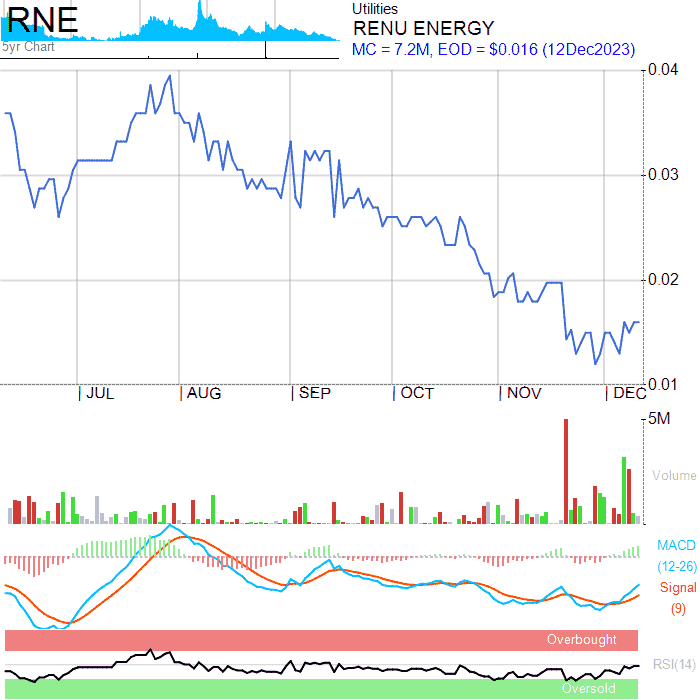 RNE
5yr Chart
Utilities
RENU ENERGY
MC = 7.2M, EOD = $0.016 (12Dec2023)
0.04
0.03
0.02
0.01
JUL AUG SEP OCT NOV DEC
5M
Volume
MACD
(12-26)
Signal
(9)
Overbought
RSI(14)
Oversold